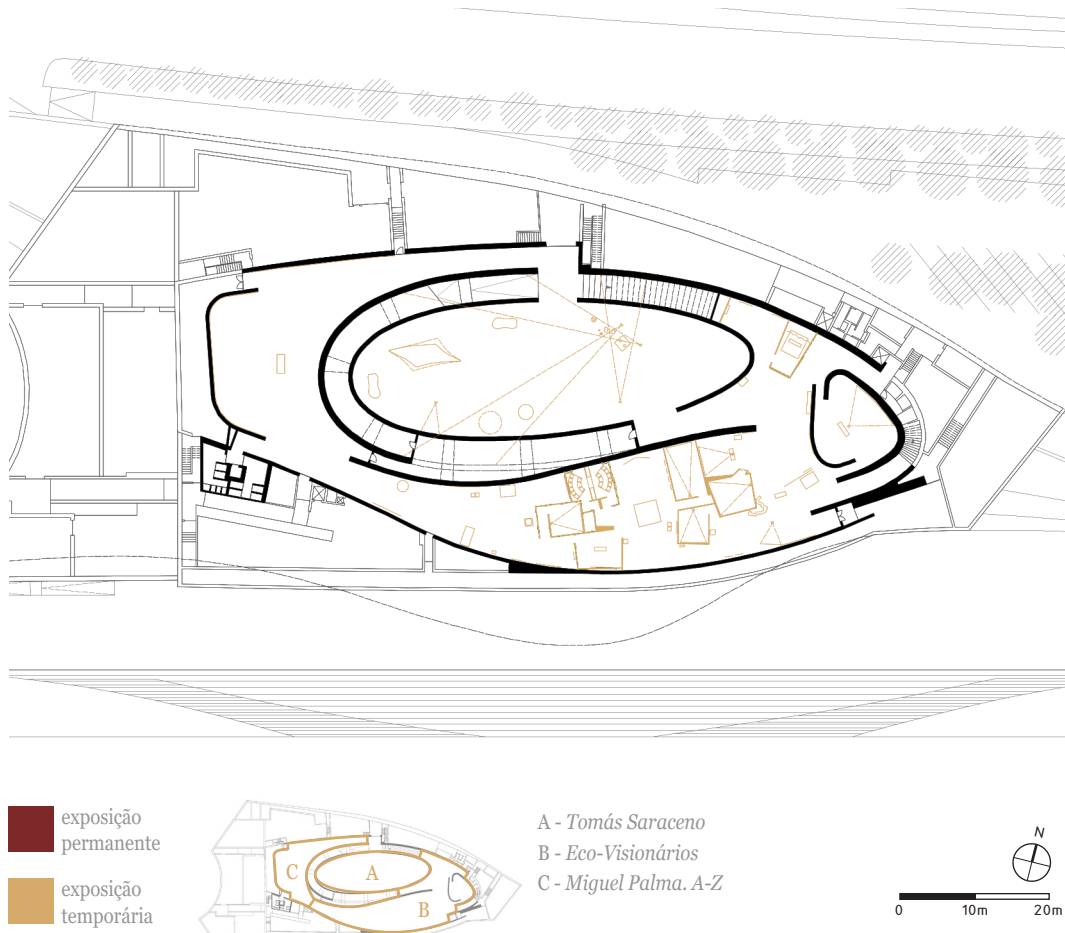 exposição
permanente
exposição
temporária
C
A
B
A - Tomás Saraceno
B - Eco-Visionários
C - Miguel Palma. A-Z
N
0 10m 20m